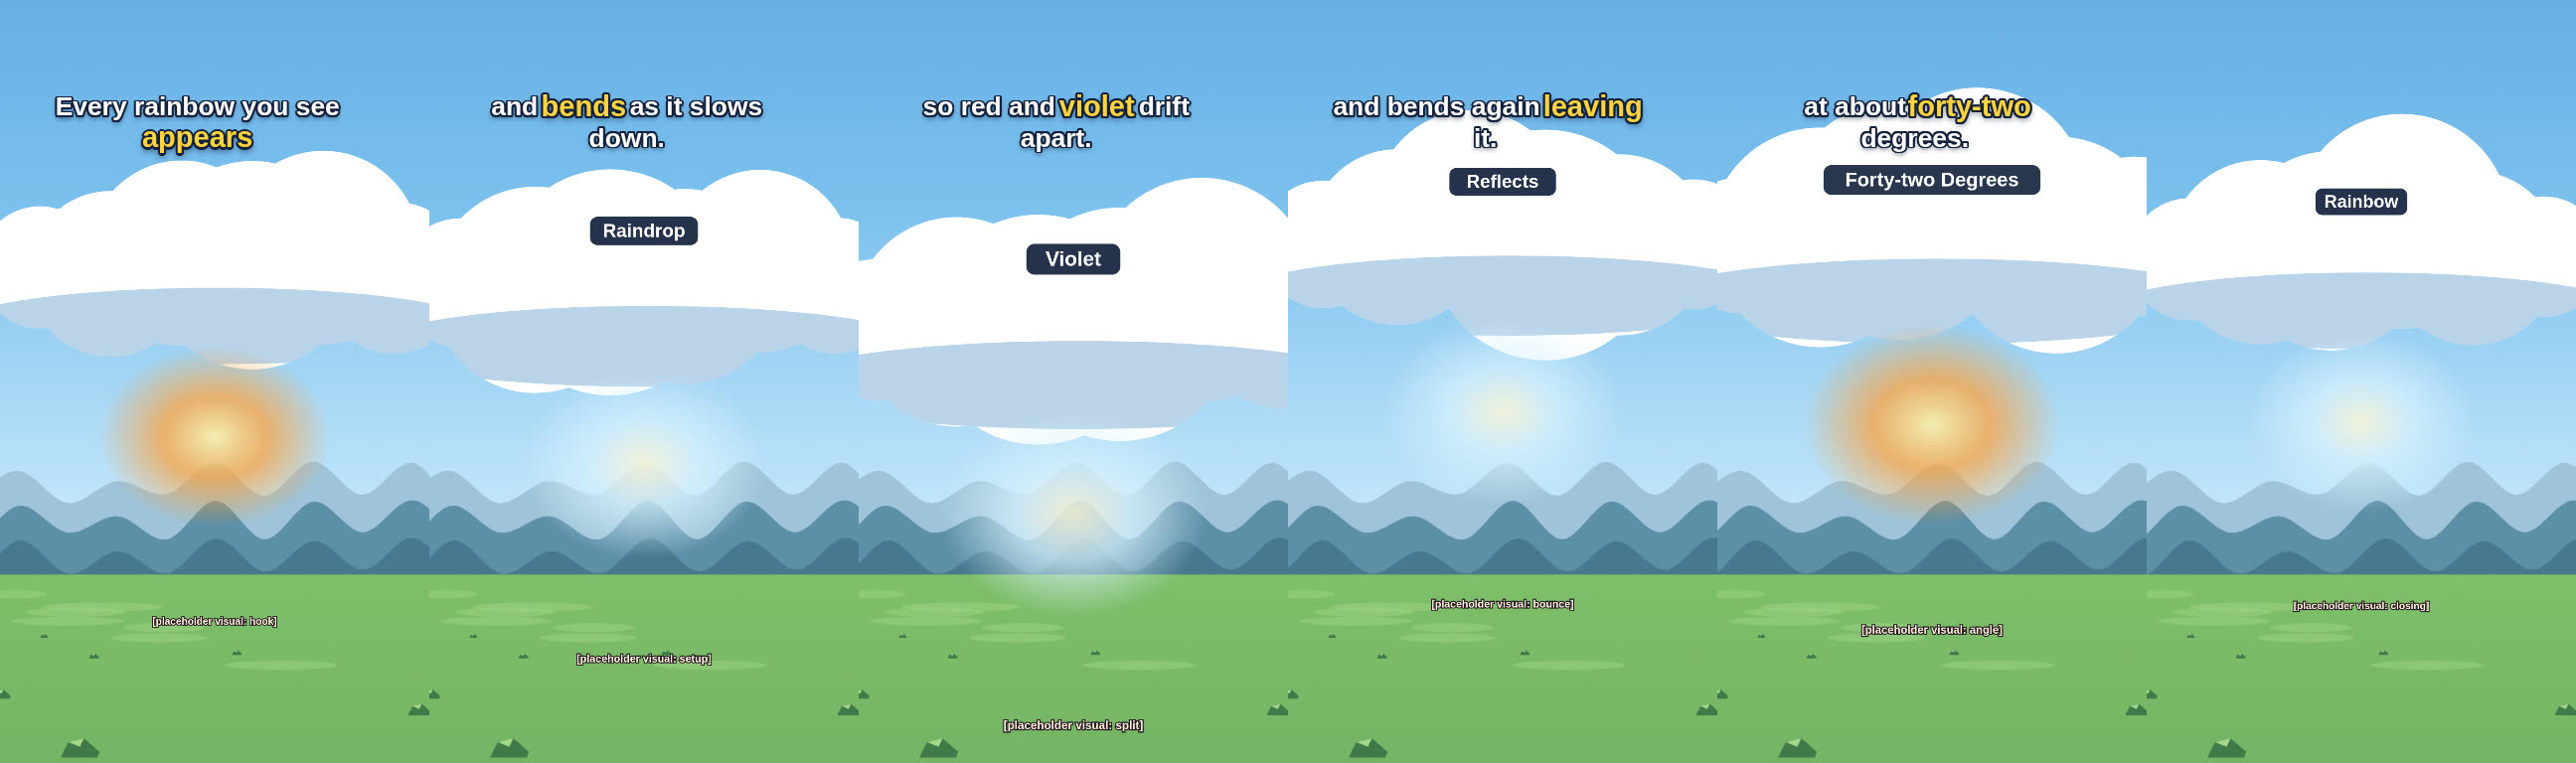 Every rainbow you see
appears
[placeholder visual: hook]
and bends as it slows
down.
Raindrop
[placeholder visual: setup]
so red and violet drift
apart.
Violet
[placeholder visual: split]
and bends again leaving
it.
Reflects
[placeholder visual: bounce]
at about forty-two
degrees.
Forty-two Degrees
[placeholder visual: angle]
Rainbow
[placeholder visual: closing]